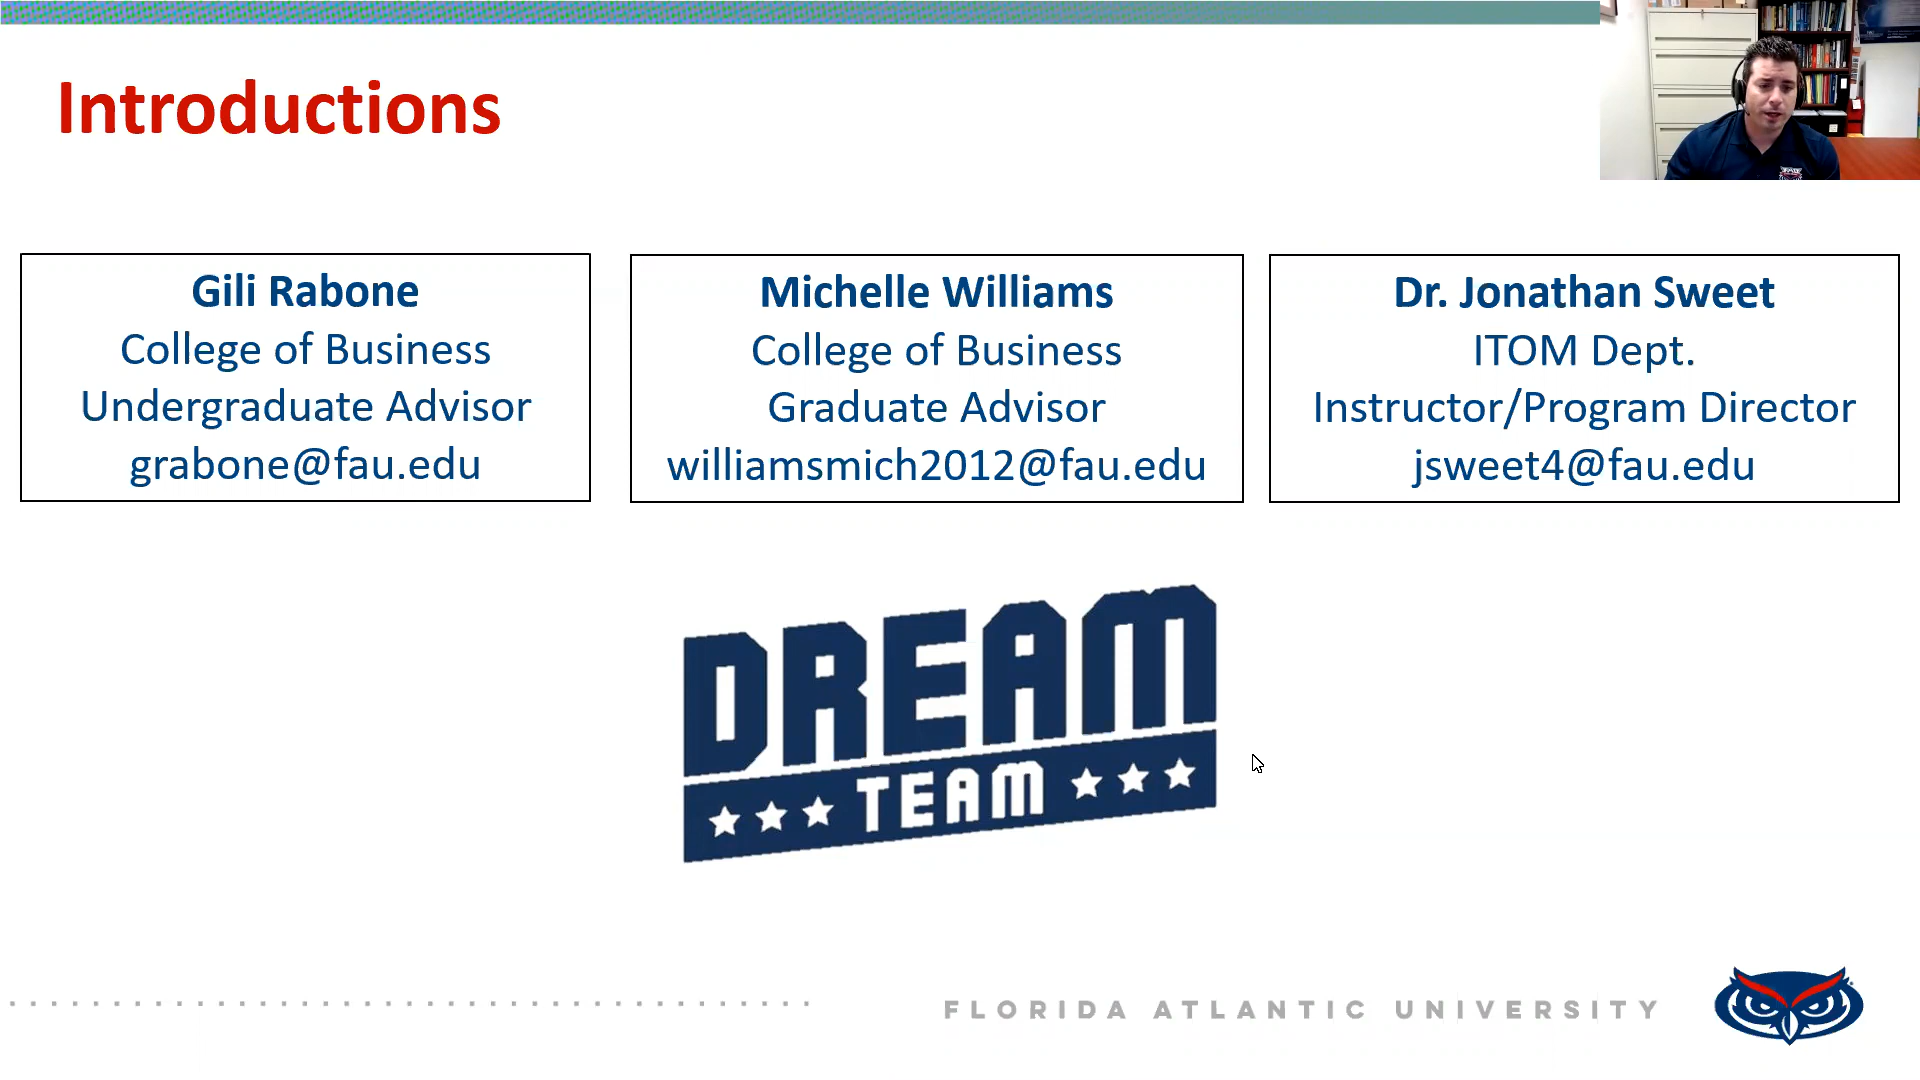 Introductions
Gili Rabone
College of Business
Undergraduate Advisor
grabone@fau.edu
Michelle Williams
College of Business
Graduate Advisor
williamsmich2012@fau.edu
Dr. Jonathan Sweet
ITOM Dept.
Instructor/Program Director
jsweet4@fau.edu
DREAM
TEAM
FLORIDA ATLANTIC UNIVERSITY